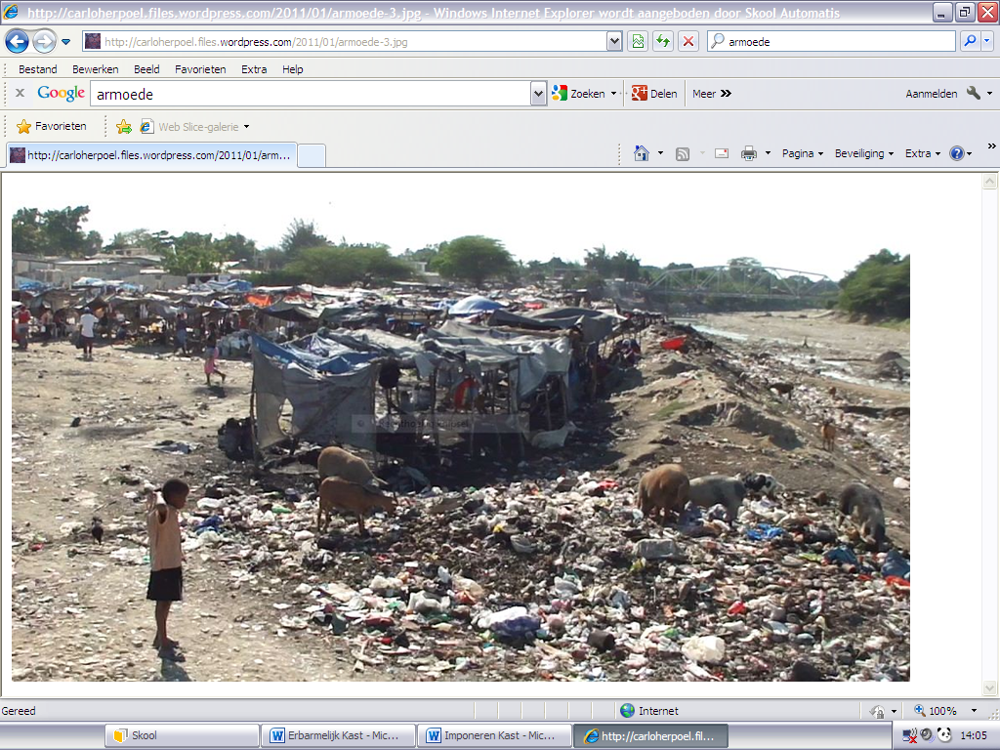 http://carloherpoel.files.wordpress.com/2011/01/armoede-3.jpg - Windows Internet Explorer wordt aangeboden door Skool Automatis
http://carloherpoel.files.wordpress.com/2011/01/armoede-3.jpg
armoede
Bestand Bewerken Beeld Favorieten Extra Help
x Google armoede Zoeken Delen Meer Aanmelden
Favorieten Web Slice-galerie
http://carloherpoel.files.wordpress.com/2011/01/arm... Pagina Beveiliging Extra
Gereed Internet 100%
Skool Erbarmelijk Kast - Mic... Imponeren Kast - Mic... http://carloherpoel.fil... 14:05